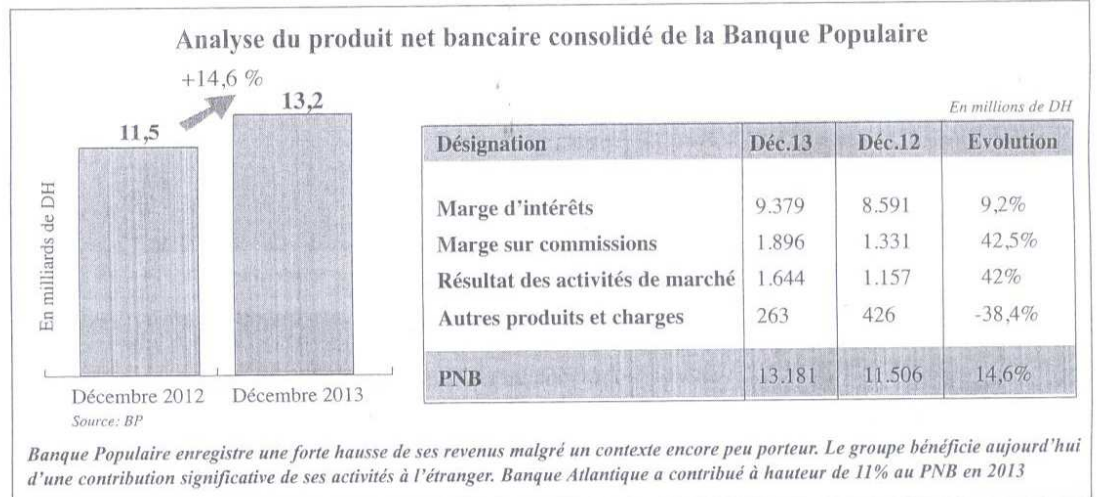 Analyse du produit net bancaire consolidé de la Banque Populaire
+14,6 %
13,2
11,5
En milliards de DH
Décembre 2012 Décembre 2013
Source: BP
En millions de DH
Désignation Déc.13 Déc.12 Evolution
Marge d'intérêts 9.379 8.591 9,2%
Marge sur commissions 1.896 1.331 42,5%
Résultat des activités de marché 1.644 1.157 42%
Autres produits et charges 263 426 -38,4%
PNB 13.181 11.506 14,6%
Banque Populaire enregistre une forte hausse de ses revenus malgré un contexte encore peu porteur. Le groupe bénéficie aujourd'hui
d'une contribution significative de ses activités à l'étranger. Banque Atlantique a contribué à hauteur de 11% au PNB en 2013